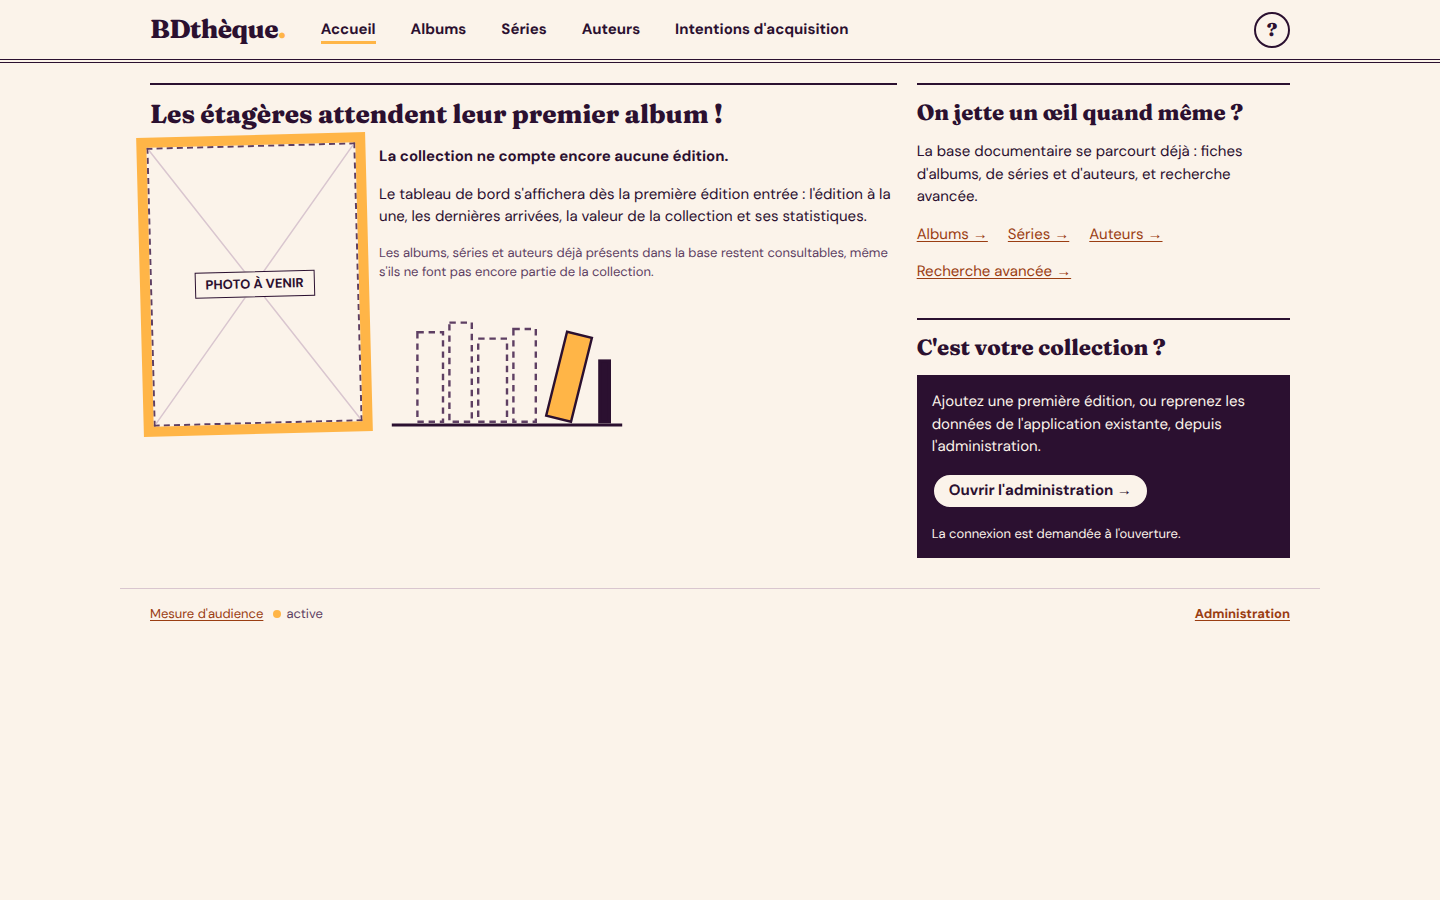 BDthèque.
Accueil
Albums
Séries
Auteurs
Intentions d'acquisition
?
Les étagères attendent leur premier album !
PHOTO À VENIR
La collection ne compte encore aucune édition.
Le tableau de bord s'affichera dès la première édition entrée : l'édition à la
une, les dernières arrivées, la valeur de la collection et ses statistiques.
Les albums, séries et auteurs déjà présents dans la base restent consultables, même
s'ils ne font pas encore partie de la collection.
On jette un œil quand même ?
La base documentaire se parcourt déjà : fiches
d'albums, de séries et d'auteurs, et recherche
avancée.
Albums → Séries → Auteurs →
Recherche avancée →
C'est votre collection ?
Ajoutez une première édition, ou reprenez les
données de l'application existante, depuis
l'administration.
Ouvrir l'administration →
La connexion est demandée à l'ouverture.
Mesure d'audience active
Administration